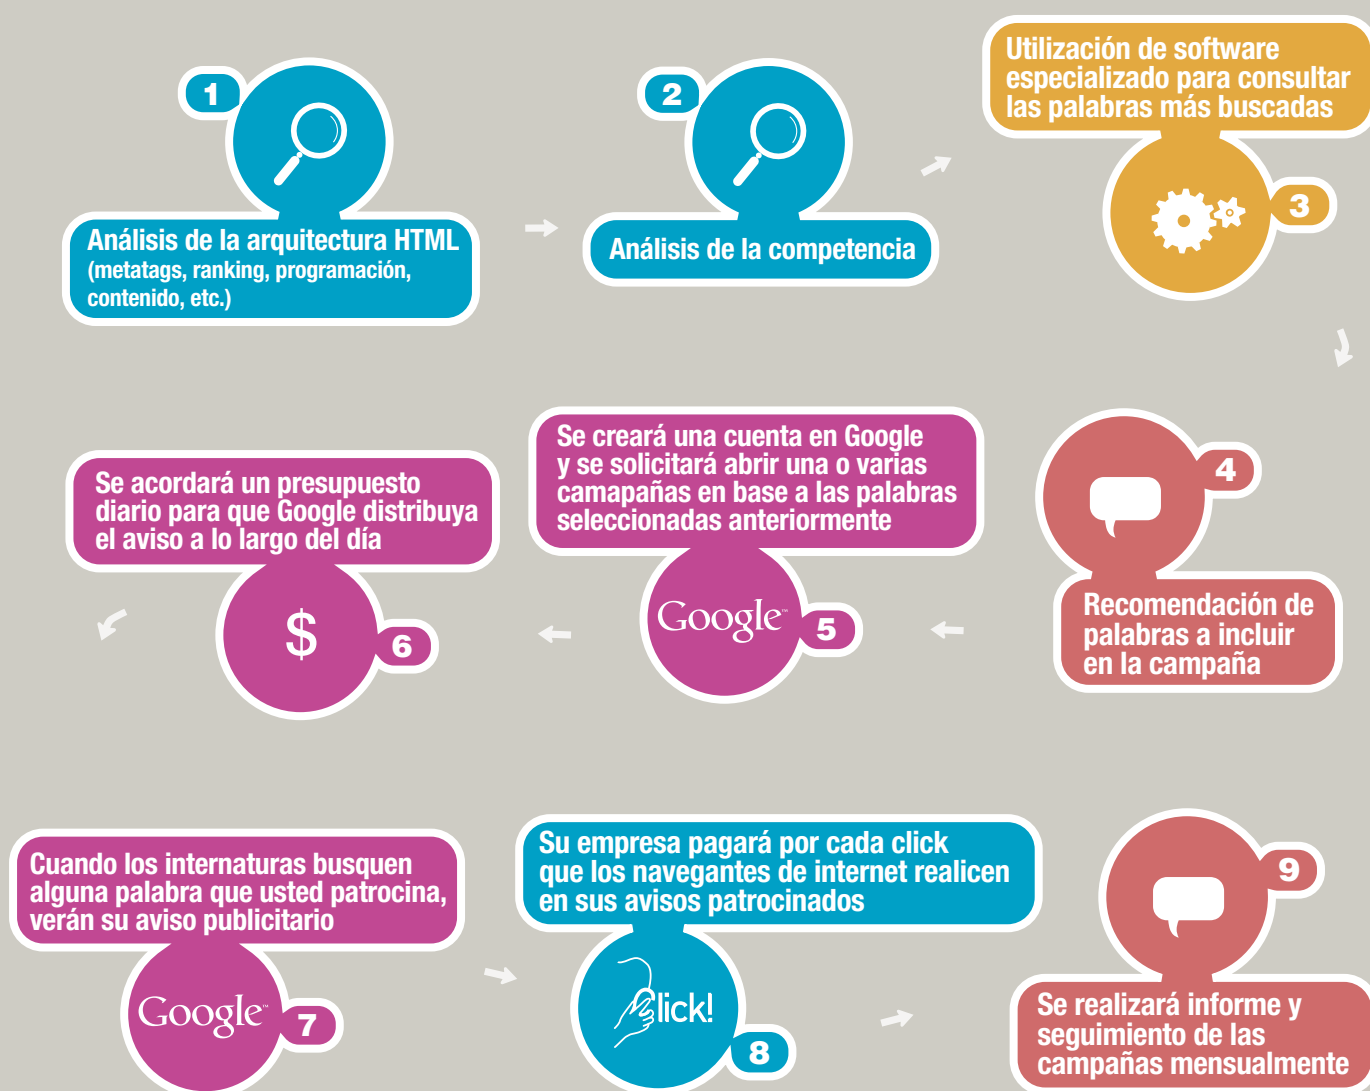 1
Análisis de la arquitectura HTML
(metatags, ranking, programación,
contenido, etc.)
2
Análisis de la competencia
Utilización de software
especializado para consultar
las palabras más buscadas
3
4
Recomendación de
palabras a incluir
en la campaña
Se creará una cuenta en Google
y se solicitará abrir una o varias
camapañas en base a las palabras
seleccionadas anteriormente
Google™
5
Se acordará un presupuesto
diario para que Google distribuya
el aviso a lo largo del día
$
6
Cuando los internaturas busquen
alguna palabra que usted patrocina,
verán su aviso publicitario
Google™
7
Su empresa pagará por cada click
que los navegantes de internet realicen
en sus avisos patrocinados
Click!
8
9
Se realizará informe y
seguimiento de las
campañas mensualmente